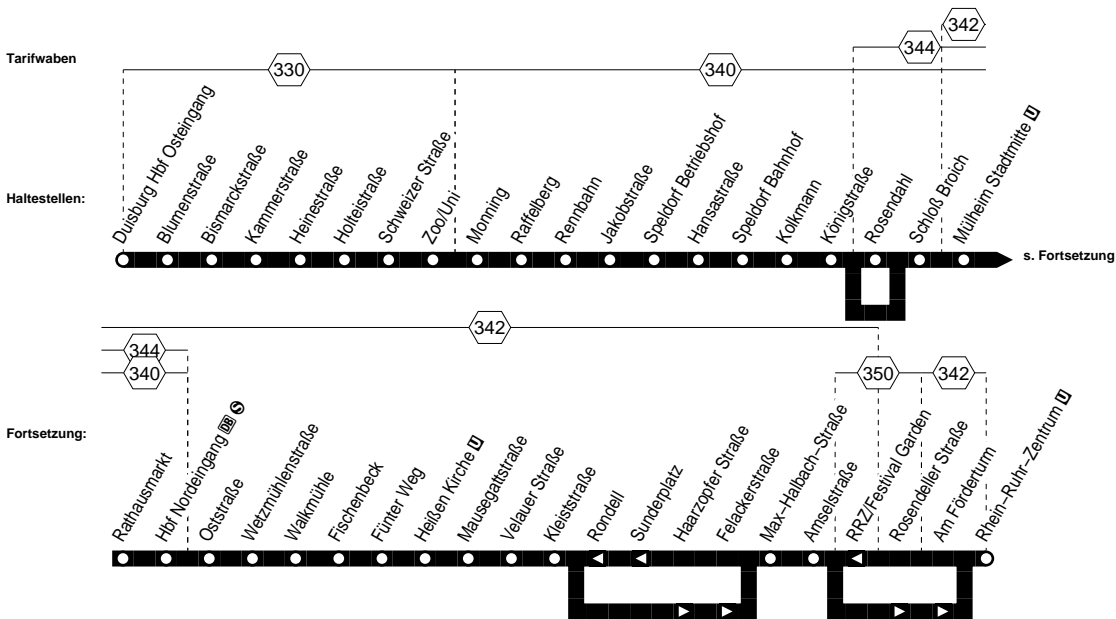 342
344
Tarifwaben
330
340
Haltestellen:
Duisburg Hbf Osteingang
Blumenstraße
Bismarckstraße
Kammerstraße
Heinestraße
Holteistraße
Schweizer Straße
Zoo/Uni
Monning
Raffelberg
Rennbahn
Jakobstraße
Speldorf Betriebshof
Hansastraße
Speldorf Bahnhof
Kolkmann
Königstraße
Rosendahl
Schloß Broich
Mülheim Stadtmitte U
s. Fortsetzung
342
344
340
350
342
Fortsetzung:
Rathausmarkt
Hbf Nordeingang DB S
Oststraße
Wetzmühlenstraße
Walkmühle
Fischenbeck
Fünter Weg
Heißen Kirche U
Mausegattstraße
Velauer Straße
Kleiststraße
Rondell
Sunderplatz
Haarzopfer Straße
Felackerstraße
Max-Halbach-Straße
Amselstraße
RRZ/Festival Garden
Rosendeller Straße
Am Förderturm
Rhein-Ruhr-Zentrum U